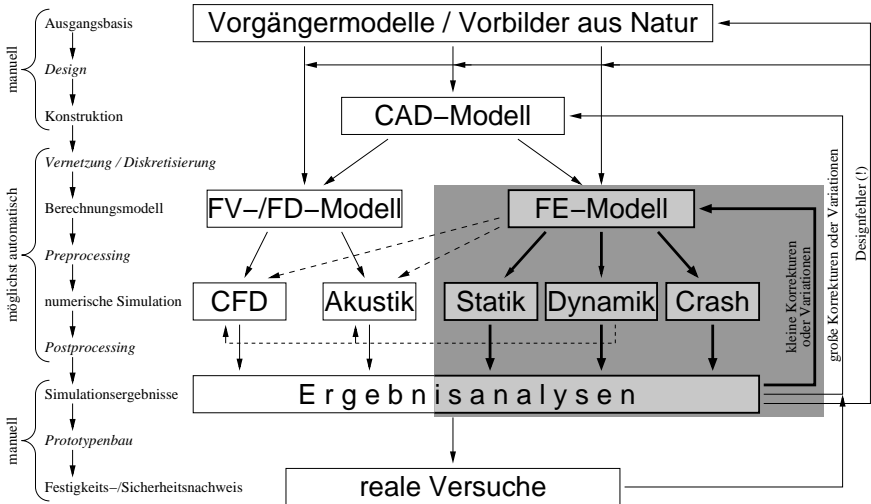 Ausgangsbasis
Design
Konstruktion
Vernetzung / Diskretisierung
Berechnungsmodell
Preprocessing
numerische Simulation
Postprocessing
Simulationsergebnisse
Prototypenbau
Festigkeits−/Sicherheitsnachweis
manuell
möglichst automatisch
manuell
Vorgängermodelle / Vorbilder aus Natur
CAD−Modell
FV−/FD−Modell
FE−Modell
CFD
Akustik
Statik
Dynamik
Crash
Ergebnisanalysen
reale Versuche
kleine Korrekturen
oder Variationen
große Korrekturen oder Variationen
Designfehler (!)